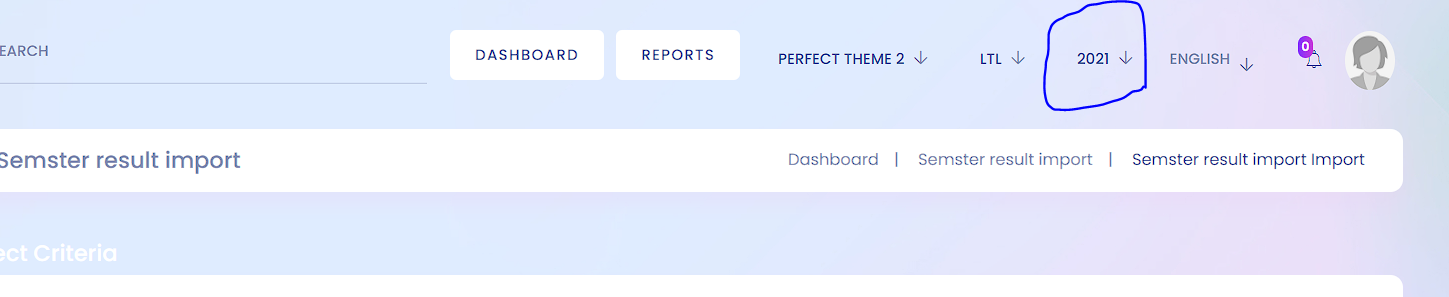 EARCH
DASHBOARD
REPORTS
PERFECT THEME 2
LTL
2021
ENGLISH
0
Semster result import
Dashboard | Semster result import | Semster result import Import
ect Criteria